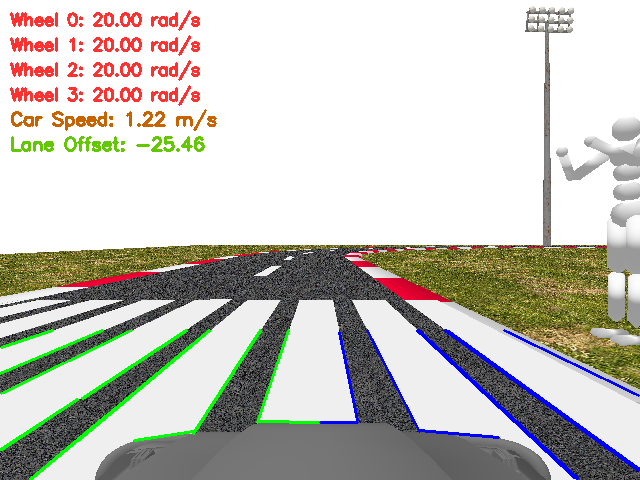 Wheel 0: 20.00 rad/s
Wheel 1: 20.00 rad/s
Wheel 2: 20.00 rad/s
Wheel 3: 20.00 rad/s
Car Speed: 1.22 m/s
Lane Offset: -25.46